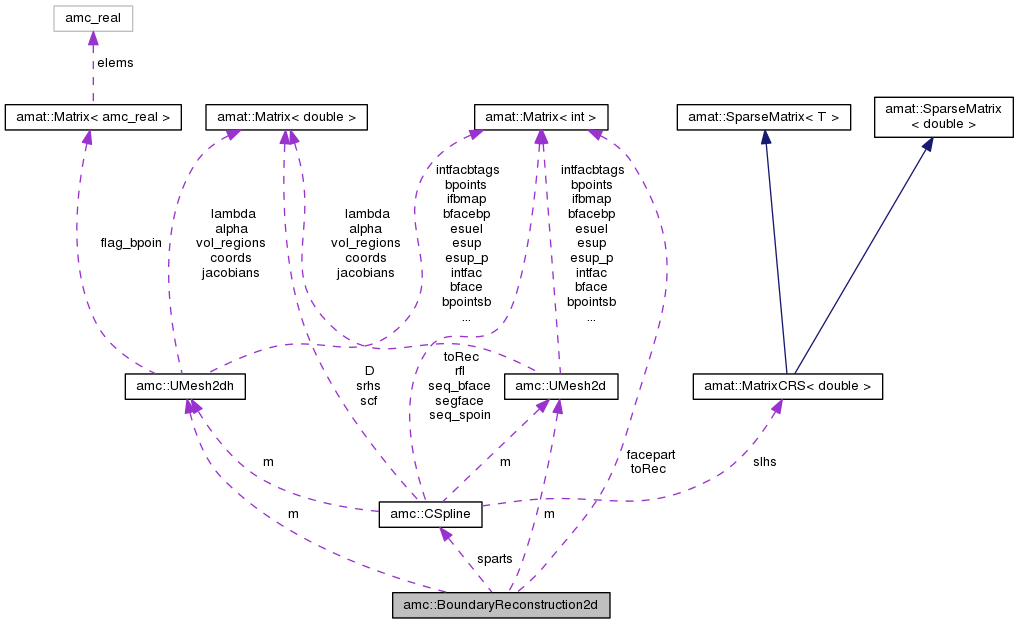 amc_real
elems
amat::Matrix< amc_real >
amat::Matrix< double >
amat::Matrix< int >
amat::SparseMatrix< T >
amat::SparseMatrix
< double >
flag_bpoin
lambda
alpha
vol_regions
coords
jacobians
lambda
alpha
vol_regions
coords
jacobians
intfacbtags
bpoints
ifbmap
bfacebp
esuel
esup
esup_p
intfac
bface
bpointsb
...
intfacbtags
bpoints
ifbmap
bfacebp
esuel
esup
esup_p
intfac
bface
bpointsb
...
amc::UMesh2dh
D
srhs
scf
toRec
rfl
seq_bface
segface
seq_spoin
amc::UMesh2d
amat::MatrixCRS< double >
m
m
facepart
toRec
slhs
m
amc::CSpline
m
sparts
amc::BoundaryReconstruction2d